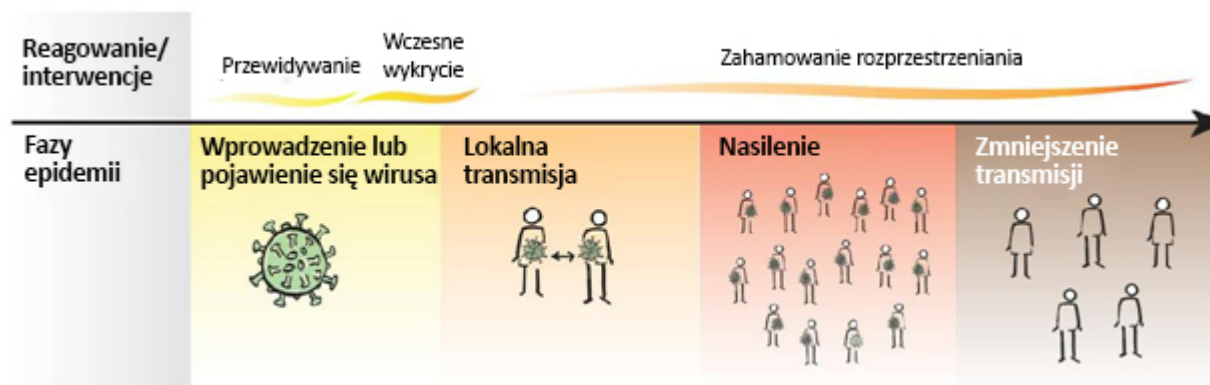 Reagowanie/
interwencje
Przewidywanie
Wczesne
wykrycie
Zahamowanie rozprzestrzeniania
Fazy
epidemii
Wprowadzenie lub
pojawienie się wirusa
Lokalna
transmisja
Nasilenie
Zmniejszenie
transmisji